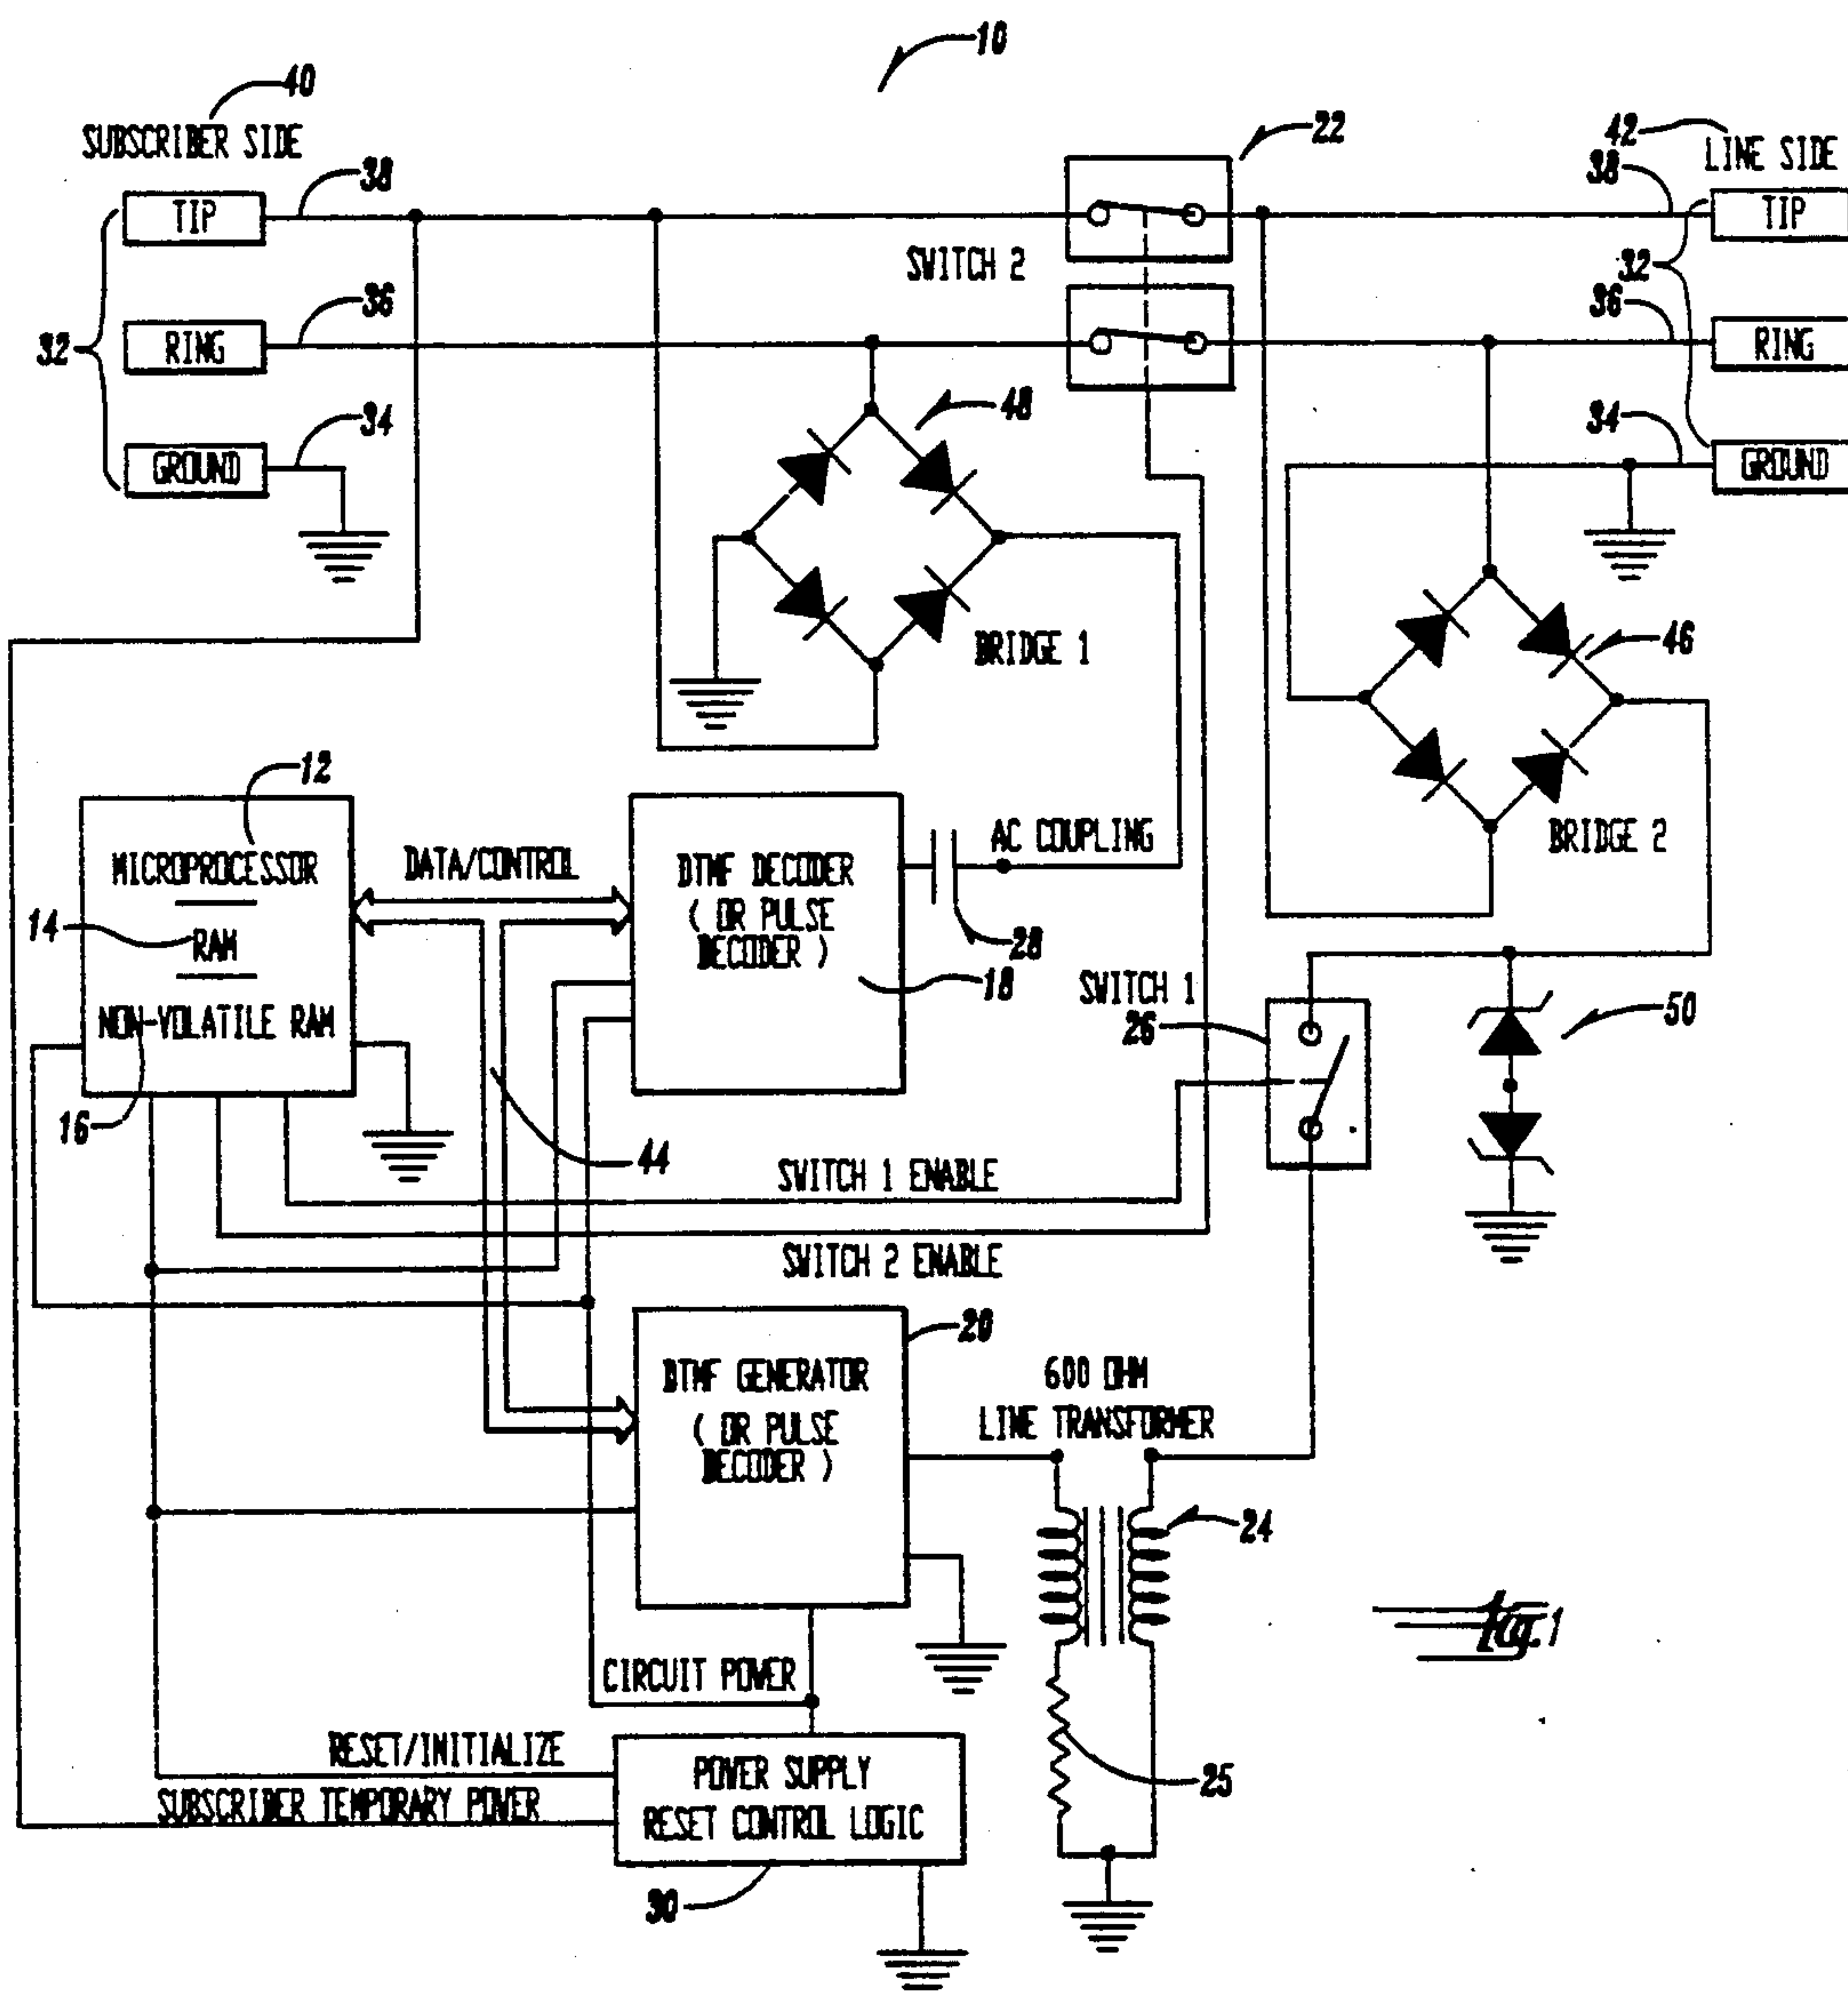 10
40
SUBSCRIBER SIDE
22
42
LINE SIDE
38
38
TIP
TIP
SWITCH 2
32
36
36
32
RING
RING
48
34
34
GROUND
GROUND
BRIDGE 1
46
12
BRIDGE 2
MICROPROCESSOR
DATA/CONTROL
DTMF DECODER
( OR PULSE
DECODER )
AC COUPLING
14
RAM
28
18
SWITCH 1
26
50
NON-VOLATILE RAM
16
44
SWITCH 1 ENABLE
SWITCH 2 ENABLE
20
DTMF GENERATOR
( OR PULSE
DECODER )
600 OHM
LINE TRANSFORMER
24
Fig. 1
CIRCUIT POWER
RESET/INITIALIZE
SUBSCRIBER TEMPORARY POWER
POWER SUPPLY
RESET CONTROL LOGIC
25
30